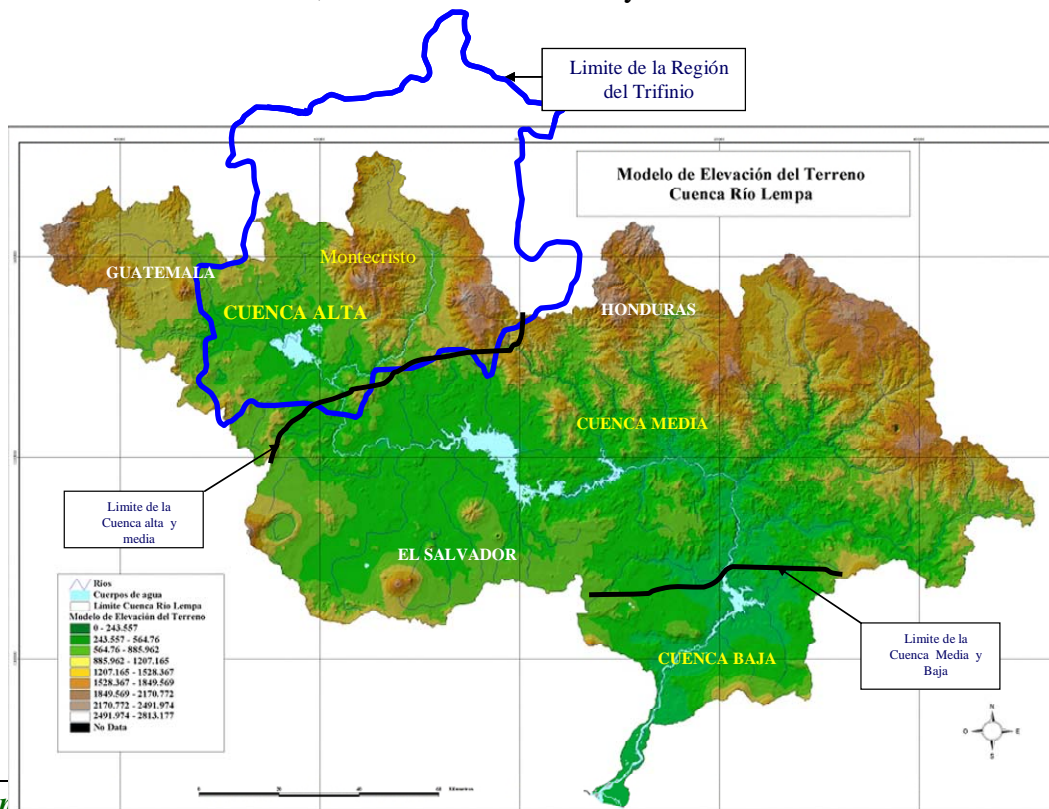 y
Limite de la Región
del Trifinio
Modelo de Elevación del Terreno
Cuenca Río Lempa
Montecristo
GUATEMALA
CUENCA ALTA
HONDURAS
CUENCA MEDIA
Limite de la
Cuenca alta y
media
EL SALVADOR
Ríos
Cuerpos de agua
Límite Cuenca Río Lempa
Modelo de Elevación del Terreno
0 - 243.557
243.557 - 564.76
564.76 - 885.962
885.962 - 1207.165
1207.165 - 1528.367
1528.367 - 1849.569
1849.569 - 2170.772
2170.772 - 2491.974
2491.974 - 2813.177
No Data
CUENCA BAJA
Limite de la
Cuenca Media y
Baja
N
O E
S